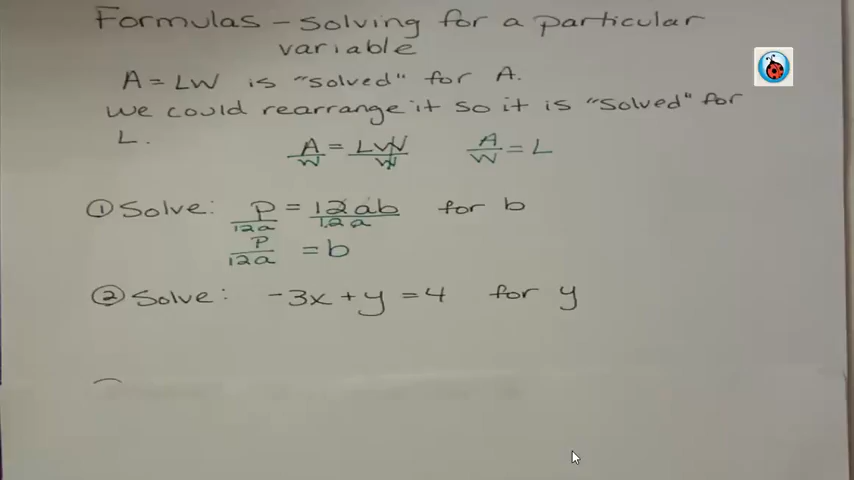 Formulas - solving for a particular
variable
A = LW is "solved" for A.
We could rearrange it so it is "solved" for
L.
A/W = LW/W A/W = L
① Solve: P/12a = 12ab/12a for b
P/12a = b
② Solve: -3x + y = 4 for y